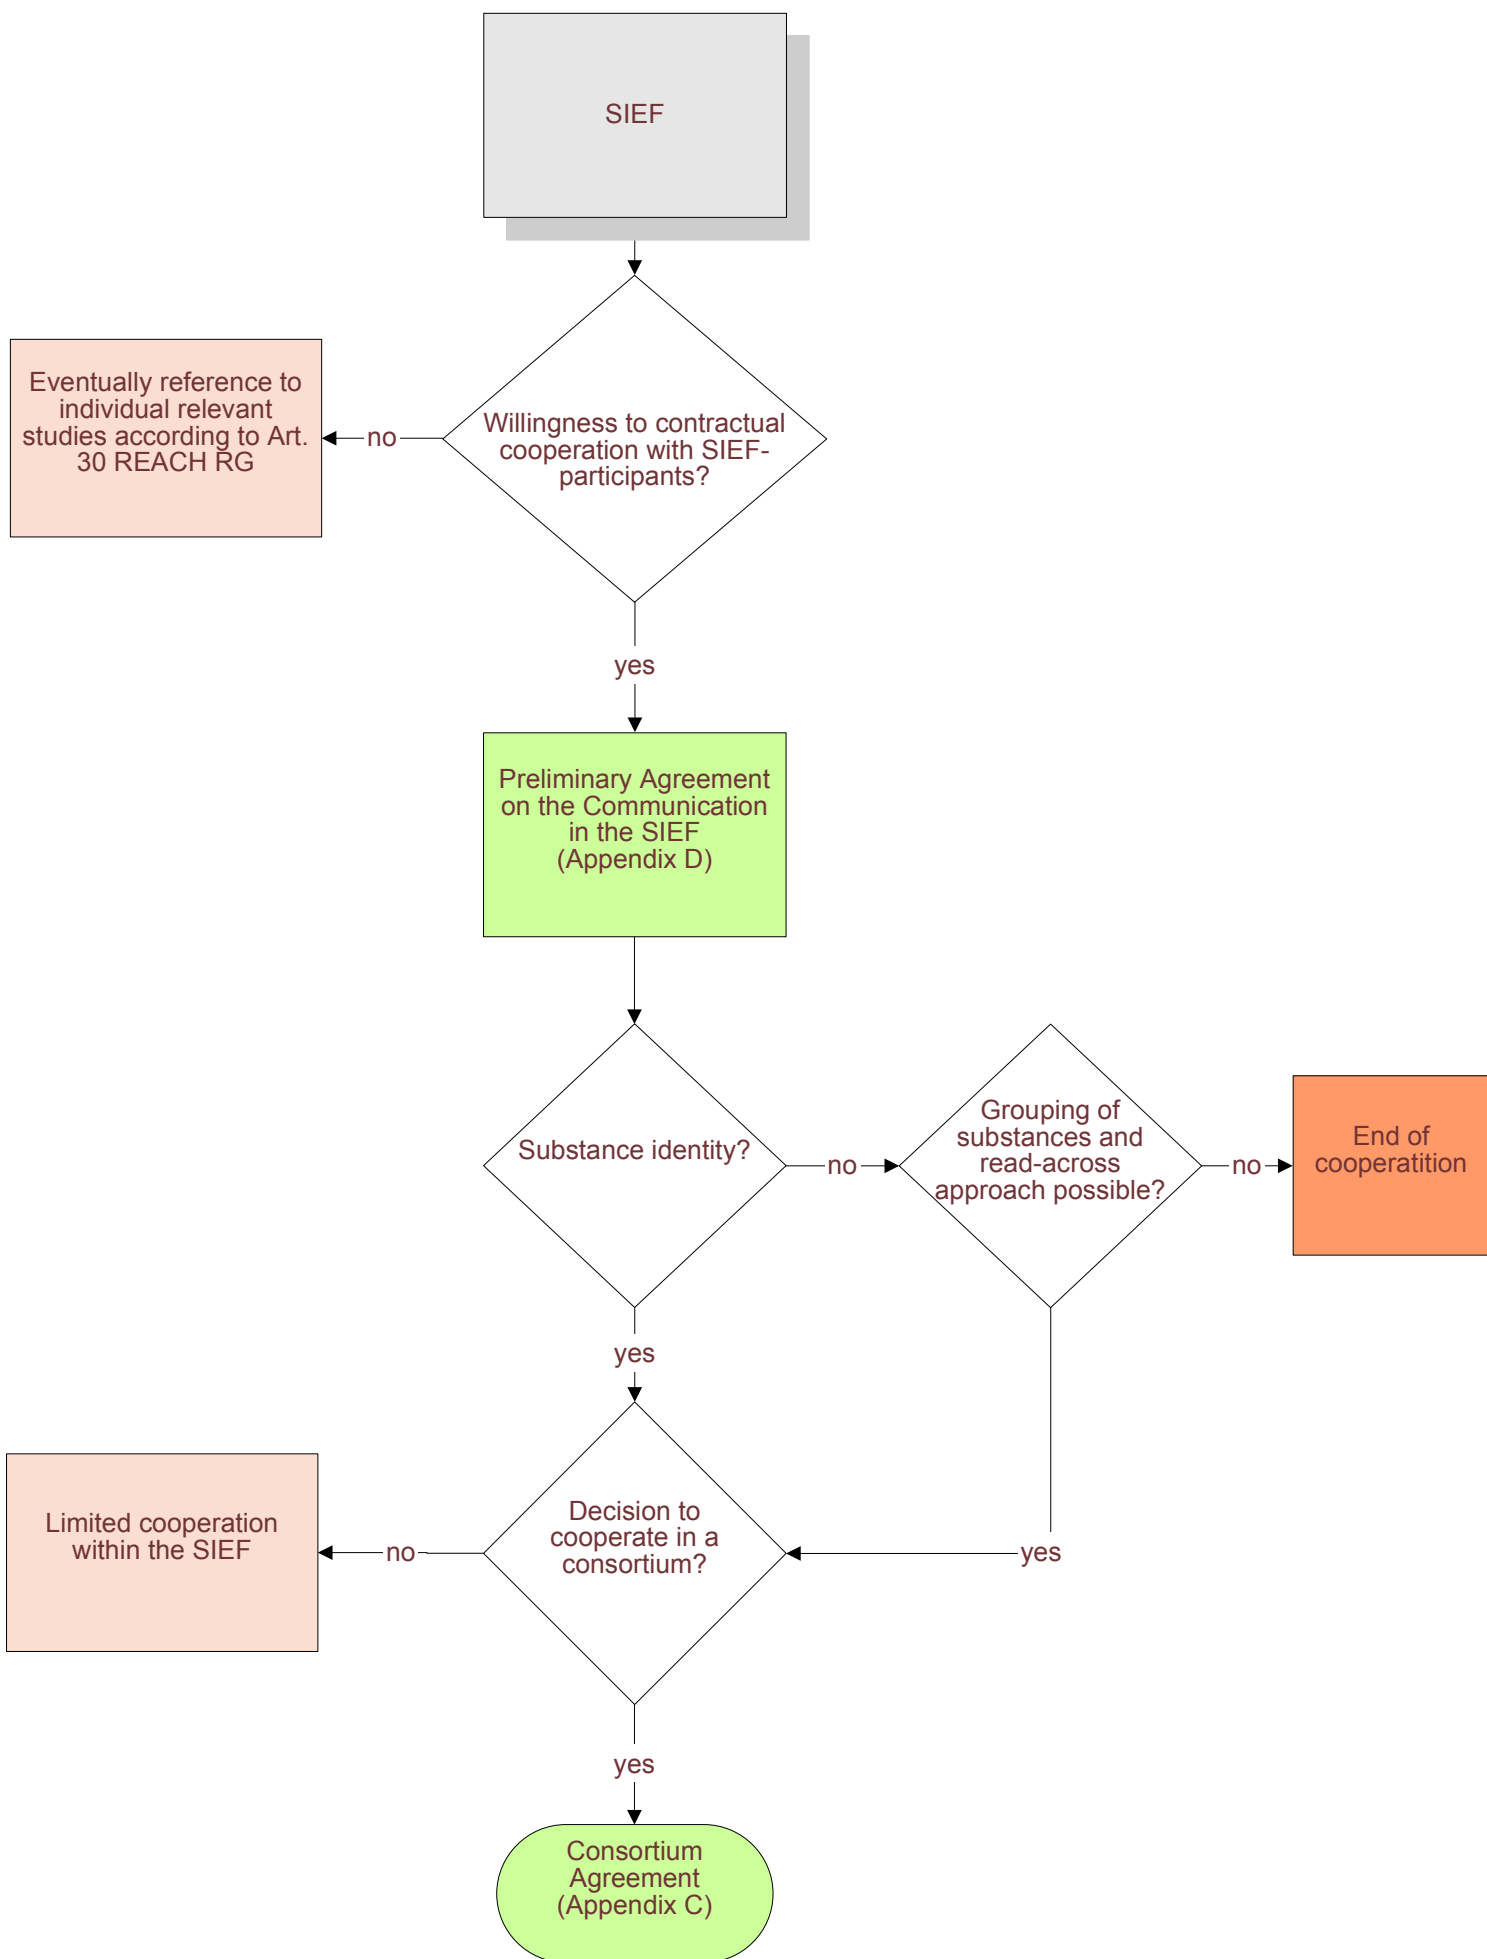 SIEF
Eventually reference to
individual relevant
studies according to Art.
30 REACH RG
no
Willingness to contractual
cooperation with SIEF-
participants?
yes
Preliminary Agreement
on the Communication
in the SIEF
(Appendix D)
Substance identity?
no
Grouping of
substances and
read-across
approach possible?
no
End of
cooperatition
yes
Limited cooperation
within the SIEF
no
Decision to
cooperate in a
consortium?
yes
yes
Consortium
Agreement
(Appendix C)